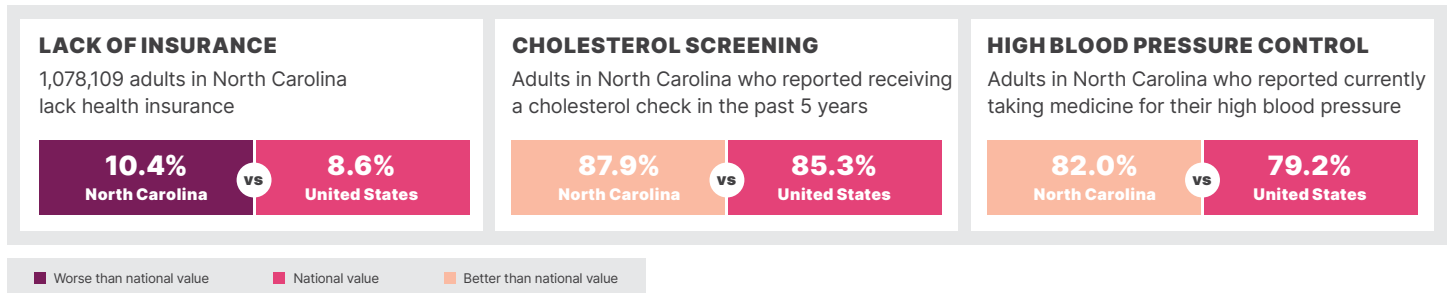 LACK OF INSURANCE
1,078,109 adults in North Carolina
lack health insurance
10.4%
North Carolina
vs
8.6%
United States
CHOLESTEROL SCREENING
Adults in North Carolina who reported receiving
a cholesterol check in the past 5 years
87.9%
North Carolina
vs
85.3%
United States
HIGH BLOOD PRESSURE CONTROL
Adults in North Carolina who reported currently
taking medicine for their high blood pressure
82.0%
North Carolina
vs
79.2%
United States
Worse than national value
National value
Better than national value